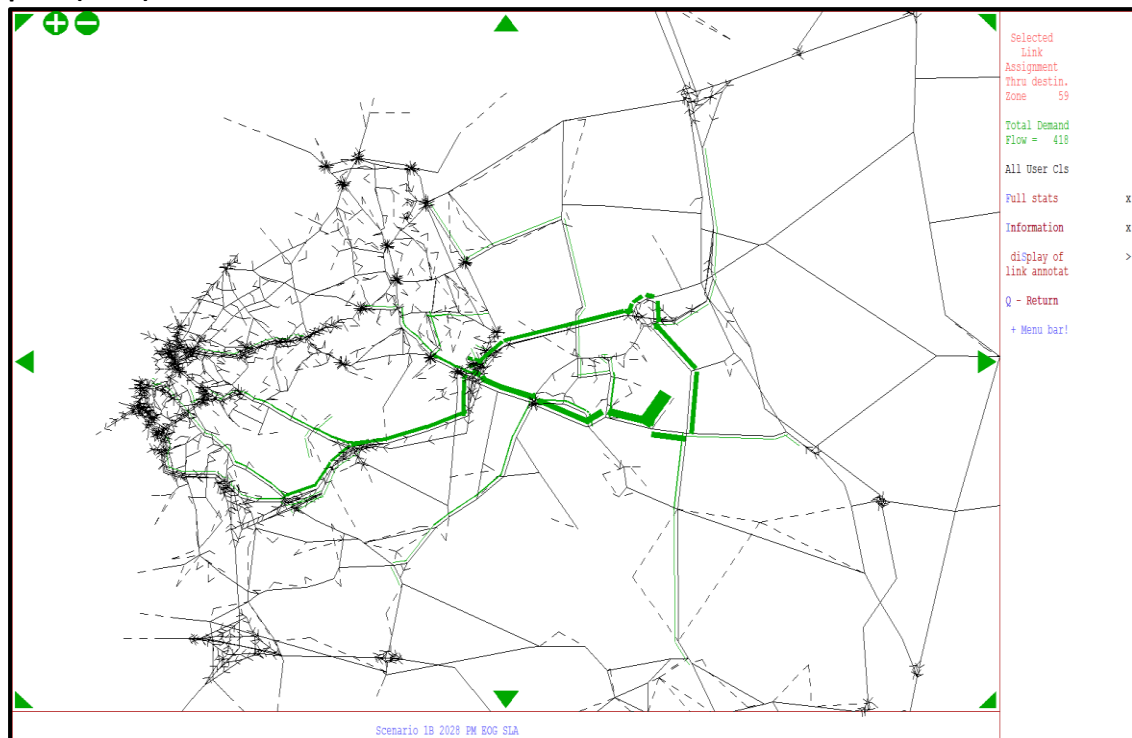 Selected
Link
Assignment
Thru destin.
Zone 59
Total Demand
Flow = 418
All User Cls
Full stats x
Information x
diSplay of >
link annotat
Q - Return
+ Menu bar!
Scenario 1B 2028 PM EOG SLA